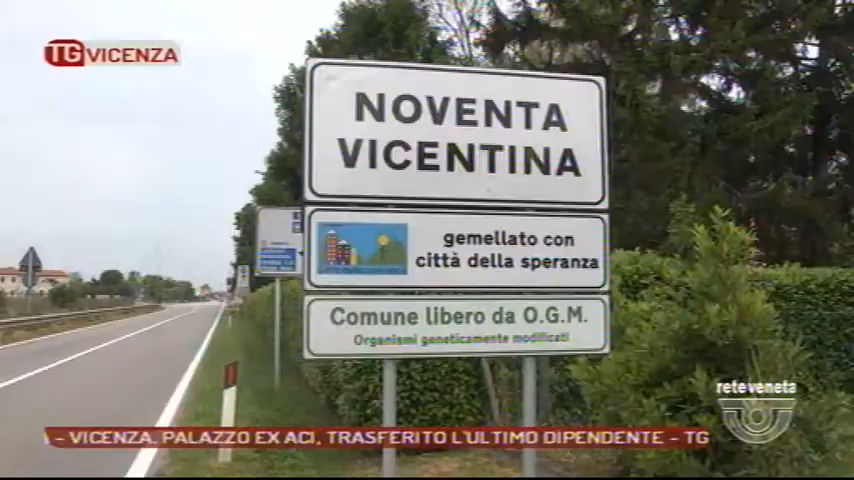 TG VICENZA
NOVENTA
VICENTINA
gemellato con
città della speranza
Comune libero da O.G.M.
Organismi geneticamente modificati
reteveneta
- VICENZA. PALAZZO EX ACI, TRASFERITO L'ULTIMO DIPENDENTE - TG